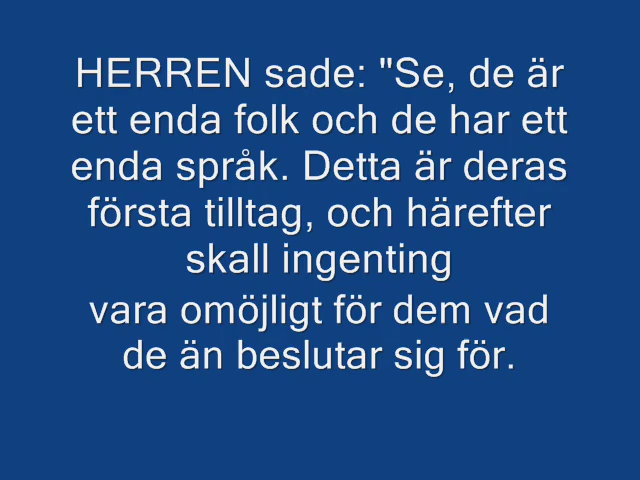 HERREN sade: "Se, de är
ett enda folk och de har ett
enda språk. Detta är deras
första tilltag, och härefter
skall ingenting
vara omöjligt för dem vad
de än beslutar sig för.